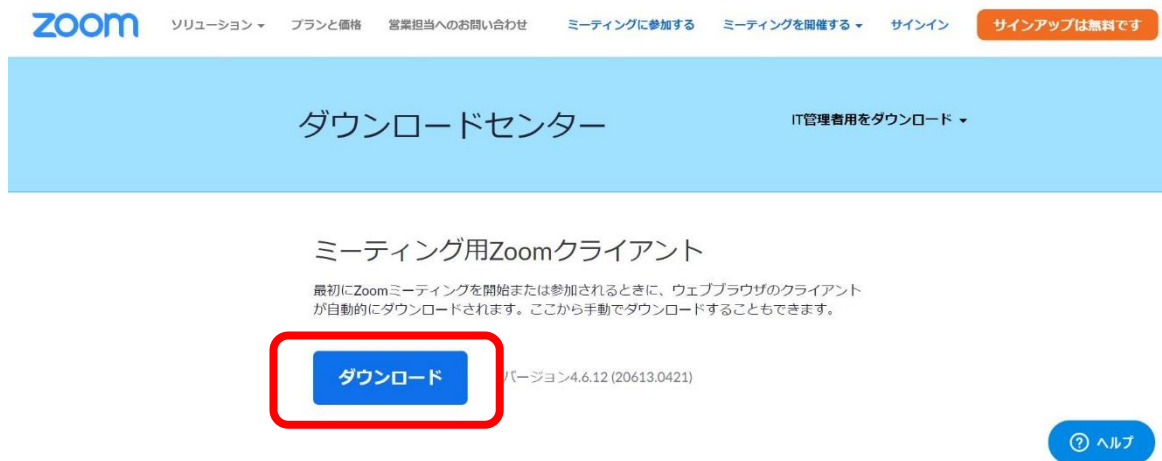 zoom ソリューション プランと価格 営業担当へのお問い合わせ ミーティングに参加する ミーティングを開催する サインイン サインアップは無料です
ダウンロードセンター IT管理者用をダウンロード
ミーティング用Zoomクライアント
最初にZoomミーティングを開始または参加されるときに、ウェブブラウザのクライアント
が自動的にダウンロードされます。ここから手動でダウンロードすることもできます。
ダウンロード バージョン4.6.12 (20613.0421)
ヘルプ